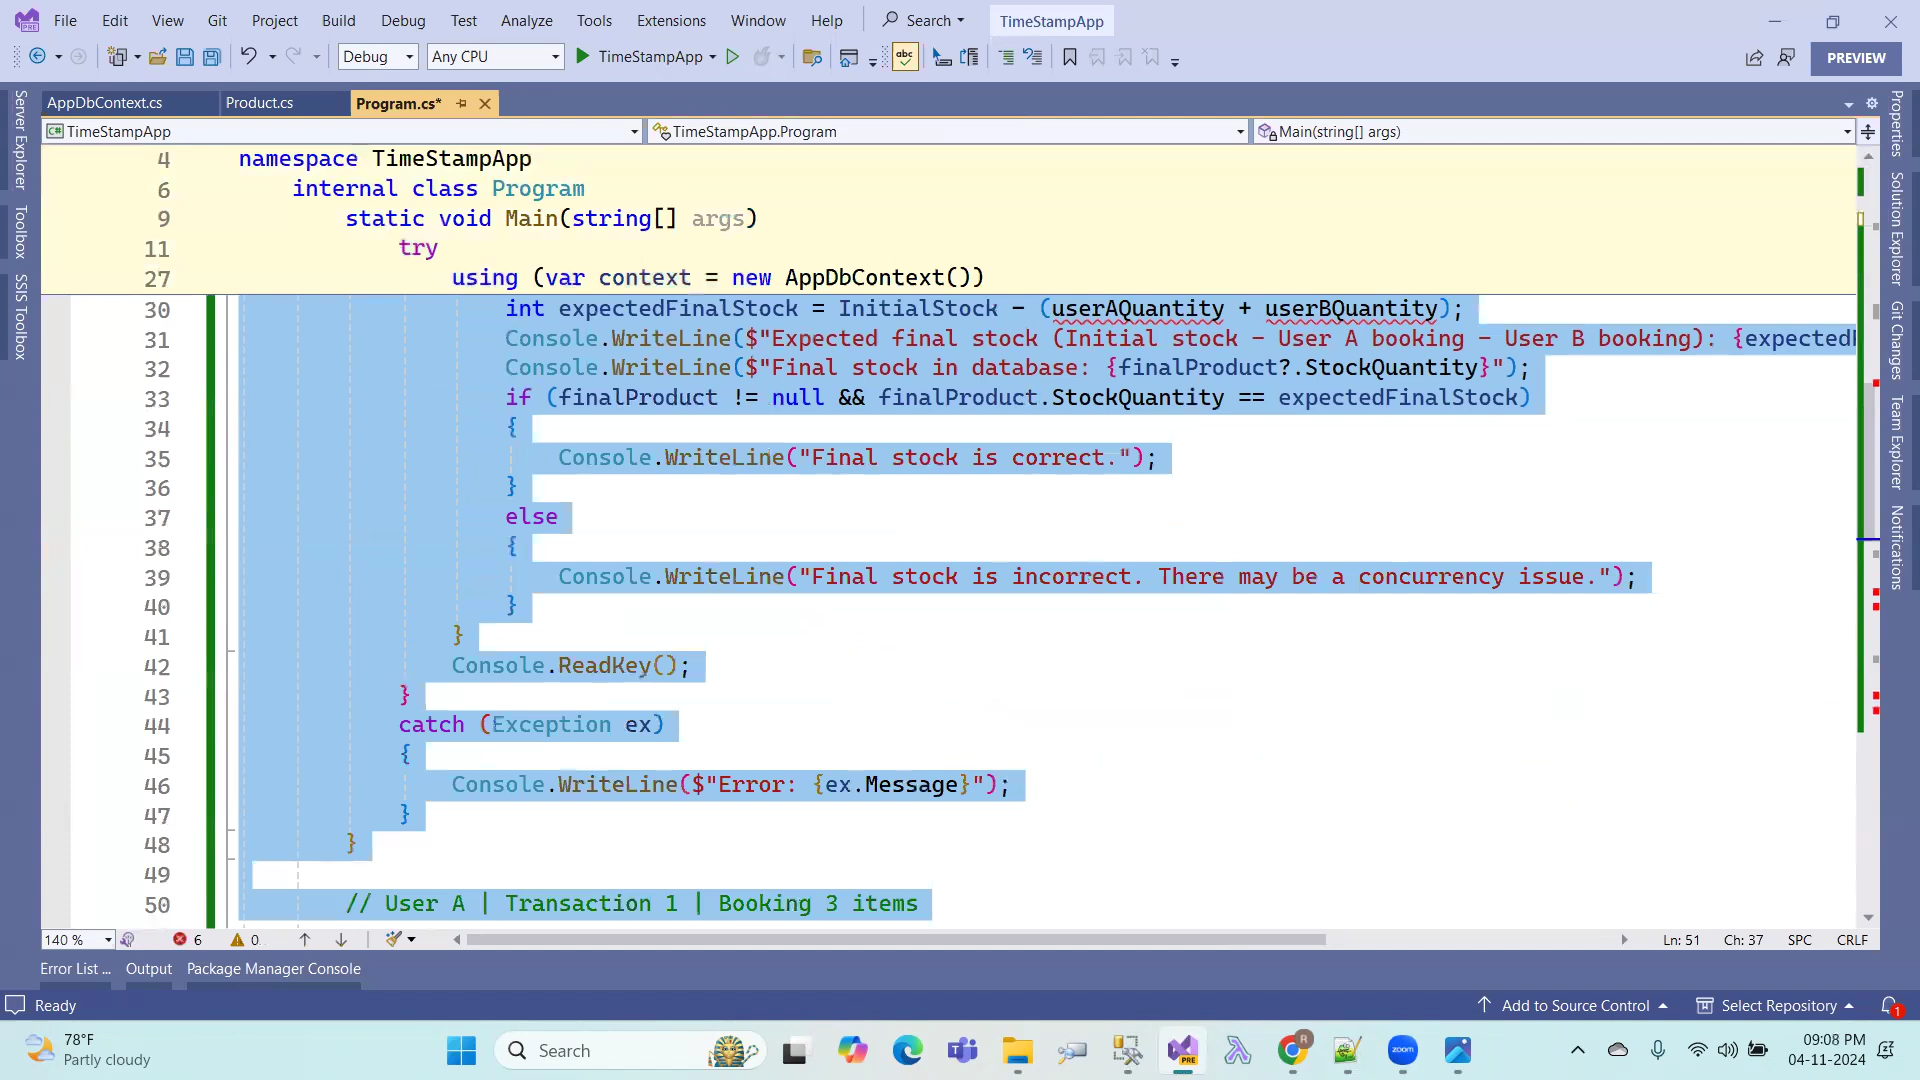 File Edit View Git Project Build Debug Test Analyze Tools Extensions Window Help Search TimeStampApp
Debug Any CPU TimeStampApp abc PREVIEW
AppDbContext.cs Product.cs Program.cs*
TimeStampApp TimeStampApp.Program Main(string[] args)
4 namespace TimeStampApp
6 internal class Program
9 static void Main(string[] args)
11 try
27 using (var context = new AppDbContext())
30 int expectedFinalStock = InitialStock - (userAQuantity + userBQuantity);
31 Console.WriteLine($"Expected final stock (Initial stock - User A booking - User B booking): {expected
32 Console.WriteLine($"Final stock in database: {finalProduct?.StockQuantity}");
33 if (finalProduct != null && finalProduct.StockQuantity == expectedFinalStock)
34 {
35 Console.WriteLine("Final stock is correct.");
36 }
37 else
38 {
39 Console.WriteLine("Final stock is incorrect. There may be a concurrency issue.");
40 }
41 }
42 Console.ReadKey();
43 }
44 catch (Exception ex)
45 {
46 Console.WriteLine($"Error: {ex.Message}");
47 }
48 }
49
50 // User A | Transaction 1 | Booking 3 items
140 % 6 0 Ln: 51 Ch: 37 SPC CRLF
Error List ... Output Package Manager Console
Ready Add to Source Control Select Repository 1
Server Explorer
Toolbox
SSIS Toolbox
Properties
Solution Explorer
Git Changes
Team Explorer
Notifications
78°F
Partly cloudy
Search
PRE
zoom
09:08 PM
04-11-2024